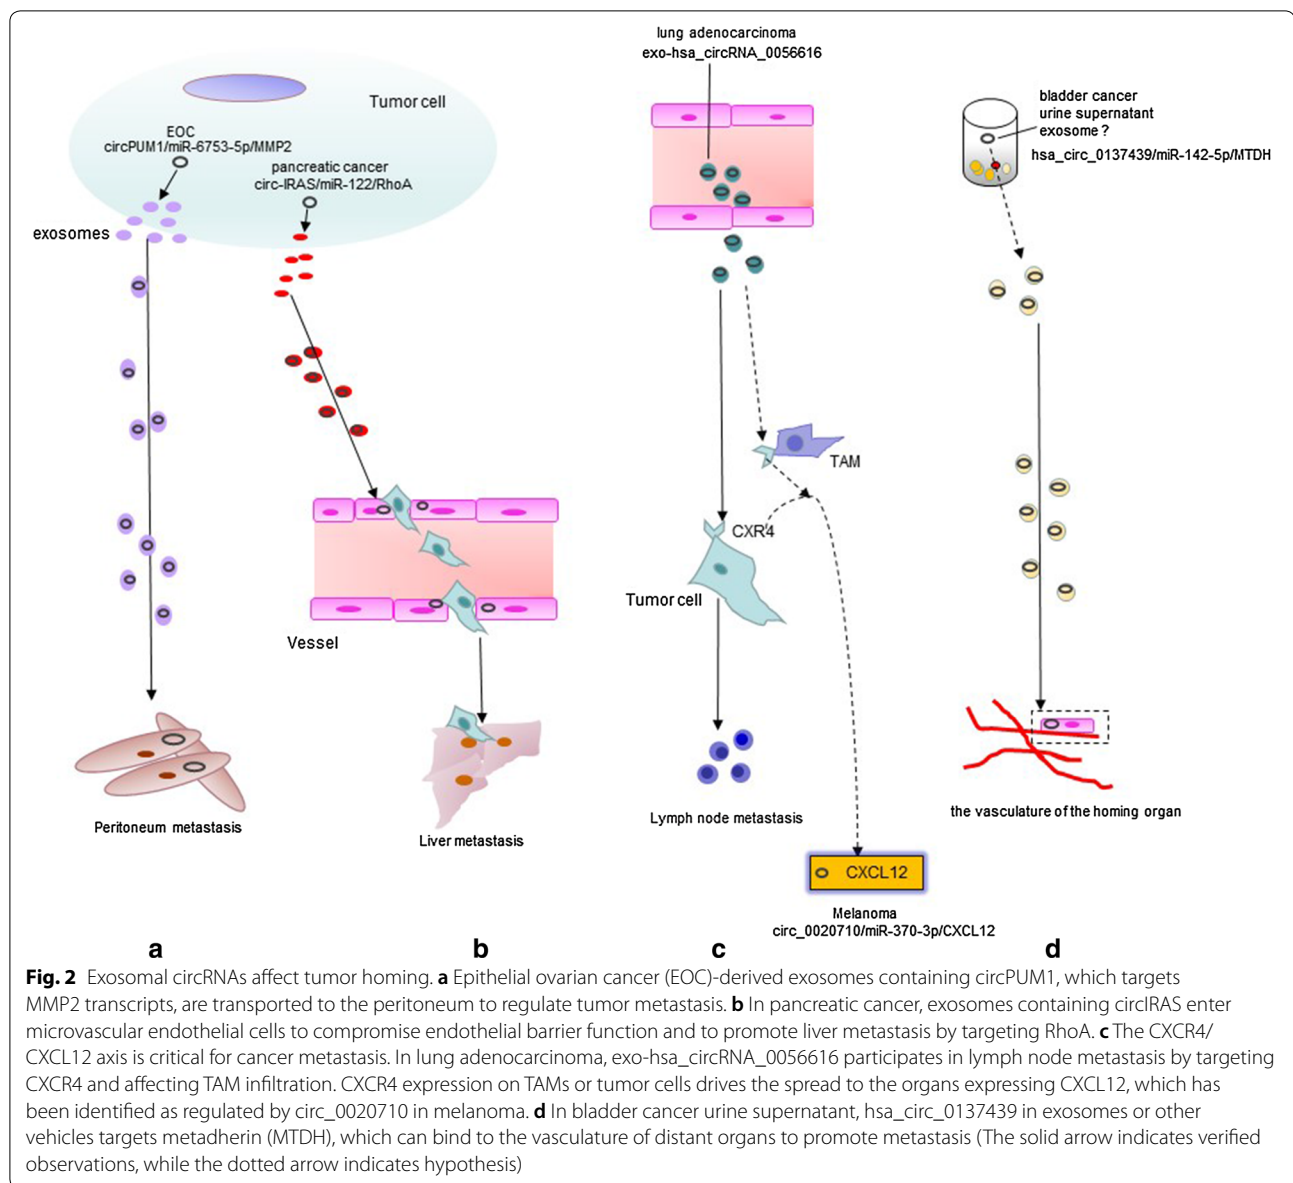 Tumor cell
EOC
circPUM1/miR-6753-5p/MMP2
pancreatic cancer
circ-IRAS/miR-122/RhoA
exosomes
Vessel
Peritoneum metastasis
Liver metastasis
lung adenocarcinoma
exo-hsa_circRNA_0056616
TAM
CXR4
Tumor cell
Lymph node metastasis
CXCL12
Melanoma
circ_0020710/miR-370-3p/CXCL12
bladder cancer
urine supernatant
exosome ?
hsa_circ_0137439/miR-142-5p/MTDH
the vasculature of the homing organ
a b c d
Fig. 2 Exosomal circRNAs affect tumor homing. a Epithelial ovarian cancer (EOC)-derived exosomes containing circPUM1, which targets
MMP2 transcripts, are transported to the peritoneum to regulate tumor metastasis. b In pancreatic cancer, exosomes containing circIRAS enter
microvascular endothelial cells to compromise endothelial barrier function and to promote liver metastasis by targeting RhoA. c The CXCR4/
CXCL12 axis is critical for cancer metastasis. In lung adenocarcinoma, exo-hsa_circRNA_0056616 participates in lymph node metastasis by targeting
CXCR4 and affecting TAM infiltration. CXCR4 expression on TAMs or tumor cells drives the spread to the organs expressing CXCL12, which has
been identified as regulated by circ_0020710 in melanoma. d In bladder cancer urine supernatant, hsa_circ_0137439 in exosomes or other
vehicles targets metadherin (MTDH), which can bind to the vasculature of distant organs to promote metastasis (The solid arrow indicates verified
observations, while the dotted arrow indicates hypothesis)